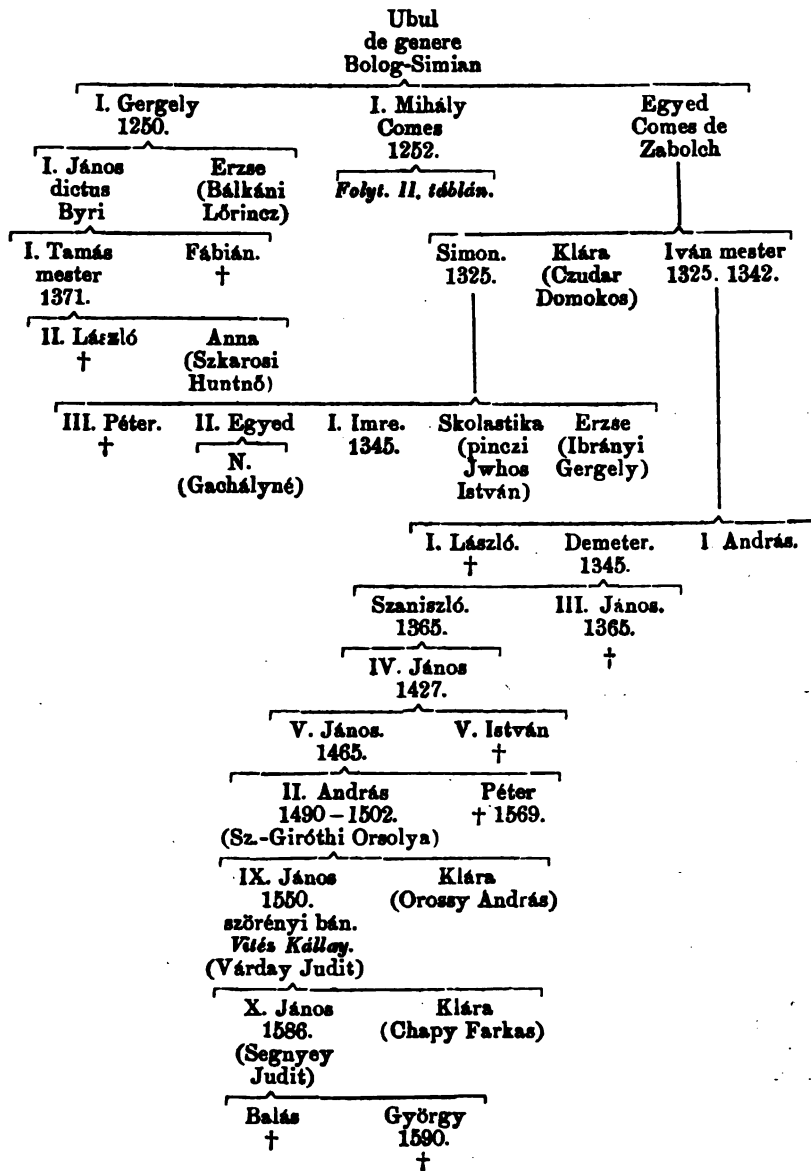 Ubul
de genere
Bolog-Simian
I. Gergely
1250.
I. Mihály
Comes
1252.
Folyt. II. táblán.
Egyed
Comes de
Zabolch
I. János
dictus
Byri
Erzse
(Bálkáni
Lőrincz)
I. Tamás
mester
1371.
Fábián.
†
Simon.
1325.
Klára
(Czudar
Domokos)
Iván mester
1325. 1342.
II. László
†
Anna
(Szkarosi
Huntnő)
III. Péter.
†
II. Egyed
N.
(Gachályné)
I. Imre.
1345.
Skolastika
(pinczi
Jwhos
István)
Erzse
(Ibrányi
Gergely)
I. László.
†
Demeter.
1345.
I András.
Szaniszló.
1365.
III. János.
1365.
†
IV. János
1427.
V. János.
1465.
V. István
†
II. András
1490–1502.
(Sz.-Giróthi Orsolya)
Péter
† 1569.
IX. János
1550.
szörényi bán.
Vitéz Kállay.
(Várday Judit)
Klára
(Orossy András)
X. János
1586.
(Segnyey
Judit)
Klára
(Chapy Farkas)
Balás
†
György
1590.
†